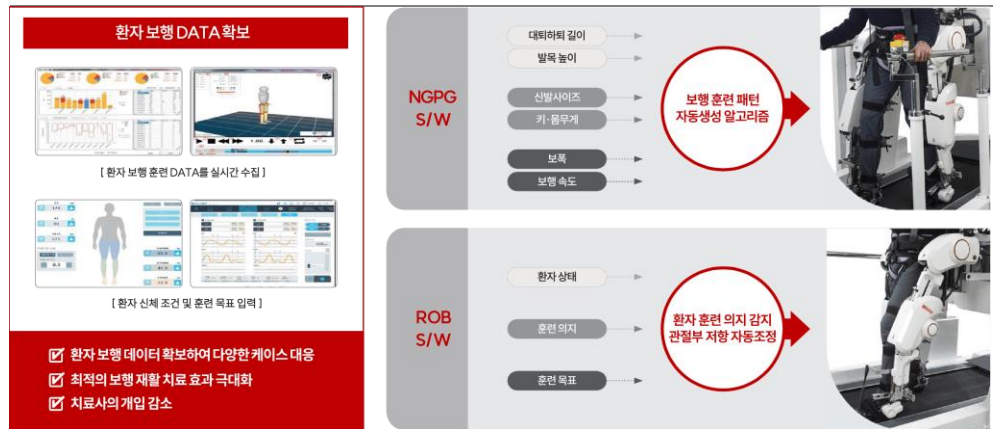 환자 보행 DATA 확보
[ 환자 보행 훈련 DATA를 실시간 수집 ]
[ 환자 신체 조건 및 훈련 목표 입력 ]
환자 보행 데이터 확보하여 다양한 케이스 대응
최적의 보행 재활 치료 효과 극대화
치료사의 개입 감소
NGPG
S/W
대퇴하퇴 길이
발목 높이
신발사이즈
키·몸무게
보폭
보행 속도
보행 훈련 패턴
자동생성 알고리즘
ROB
S/W
환자 상태
훈련 의지
훈련 목표
환자 훈련 의지 감지
관절부 저항 자동조정